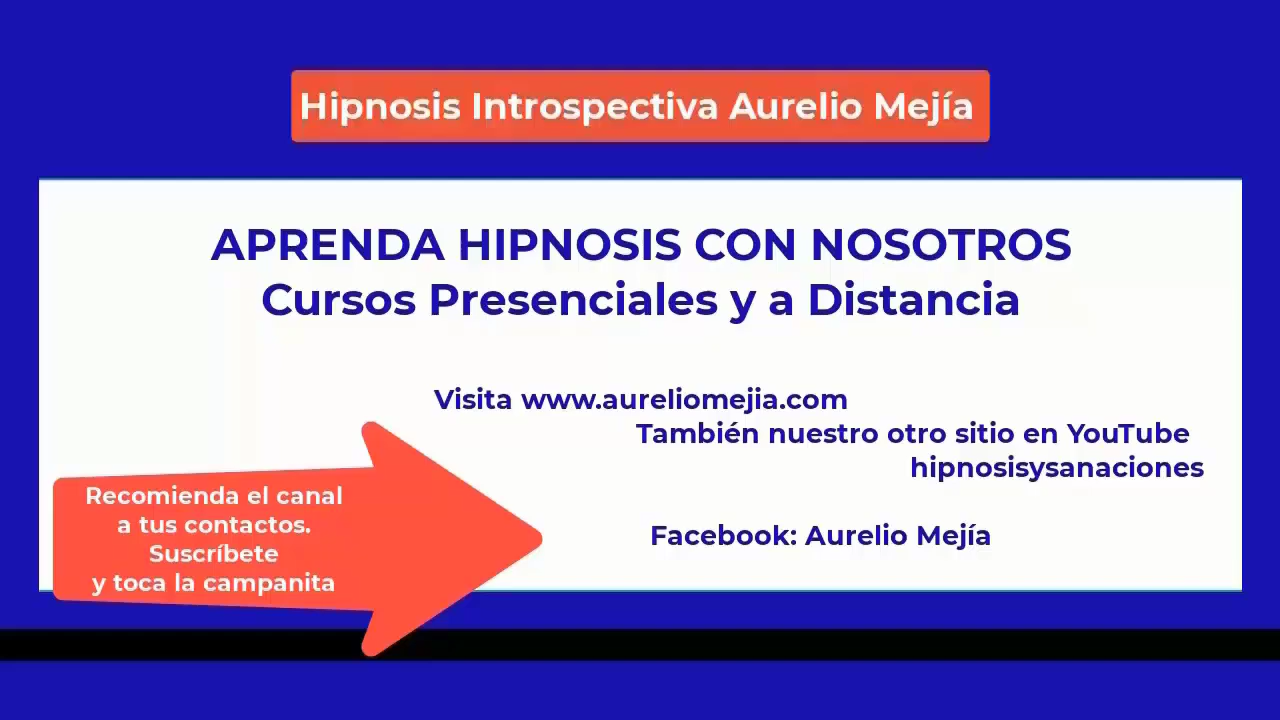 Hipnosis Introspectiva Aurelio Mejía
APRENDA HIPNOSIS CON NOSOTROS
Cursos Presenciales y a Distancia
Visita www.aureliomejia.com
También nuestro otro sitio en YouTube
hipnosisysanaciones
Facebook: Aurelio Mejía
Recomienda el canal
a tus contactos.
Suscríbete
y toca la campanita